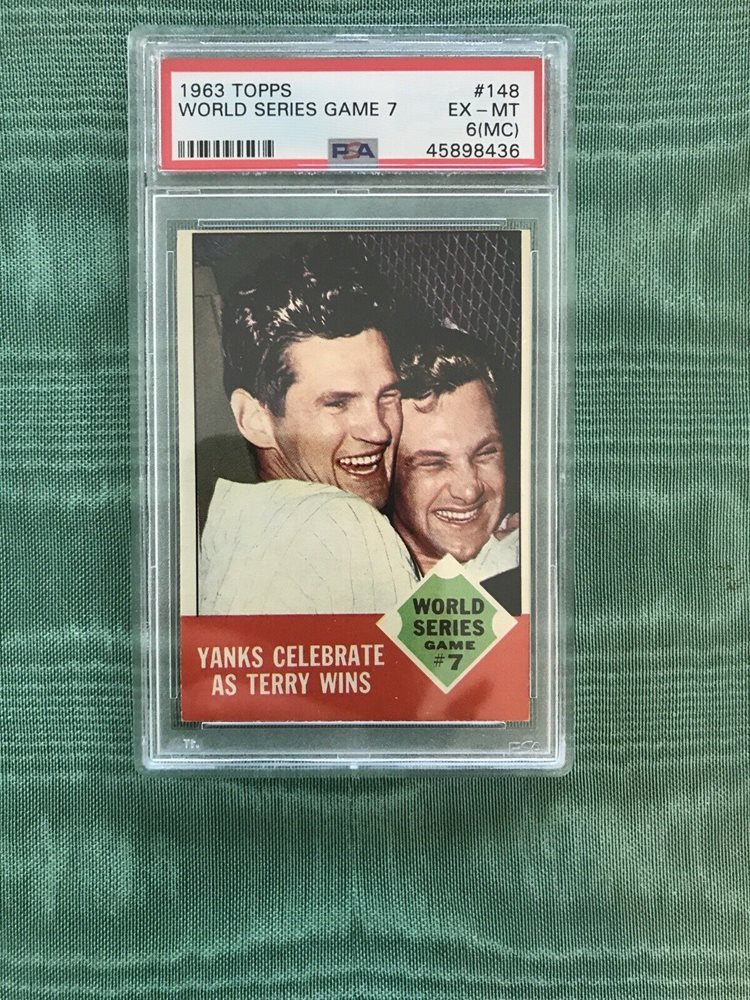 1963 TOPPS #148
WORLD SERIES GAME 7 EX – MT
6(MC)
PSA 45898436
WORLD
SERIES
GAME
#7
YANKS CELEBRATE
AS TERRY WINS
PSA